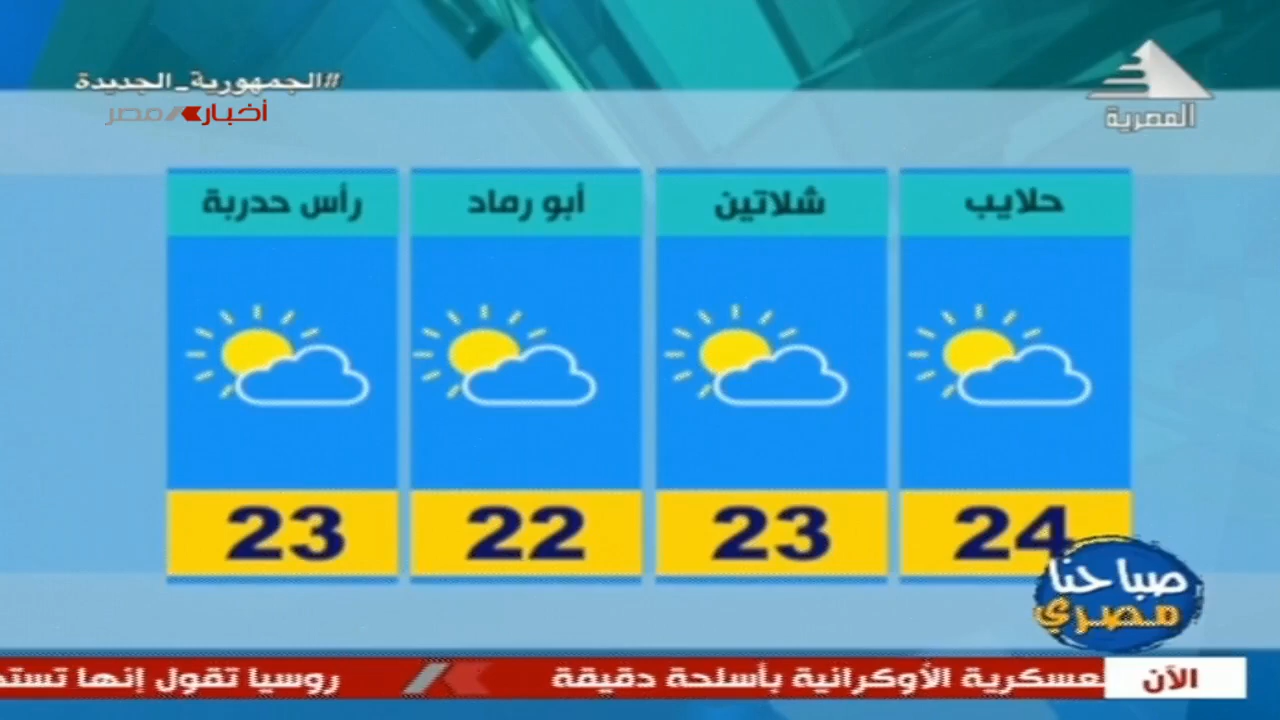 #الجمهورية_الجديدة
أخبار مصر
المصرية
حلايب
شلاتين
أبو رماد
رأس حدربة
24
23
22
23
صباحنا
مصري
الآن
لعسكرية الأوكرانية بأسلحة دقيقة
روسيا تقول إنها